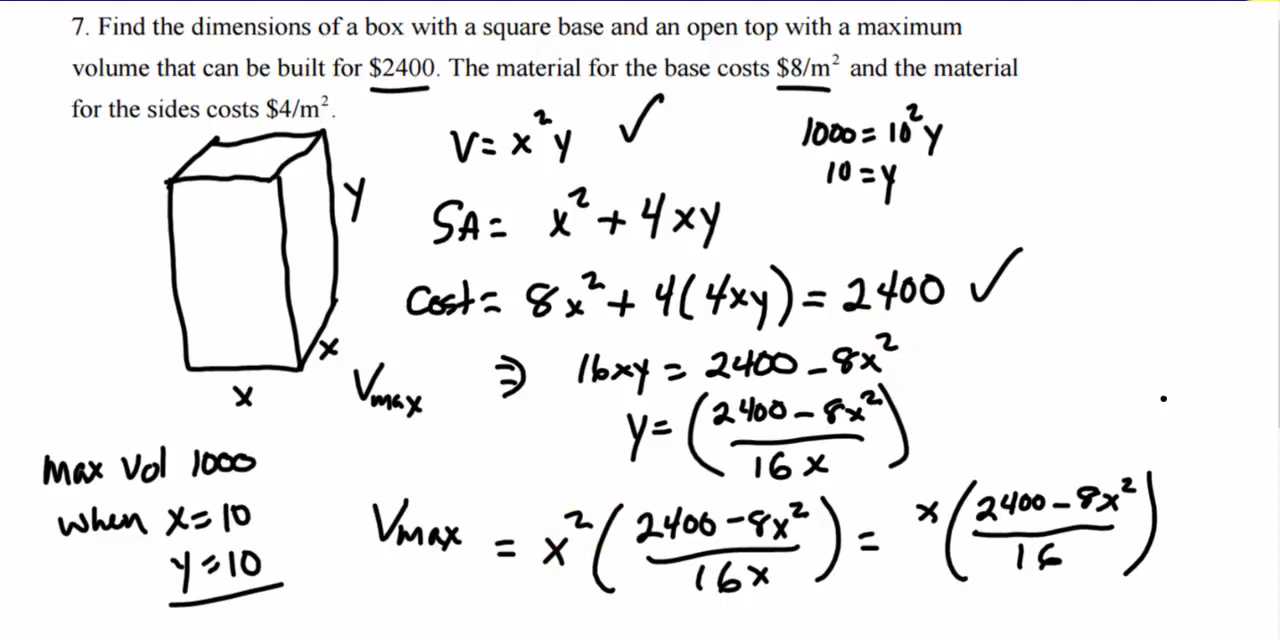 7. Find the dimensions of a box with a square base and an open top with a maximum
volume that can be built for $2400. The material for the base costs $8/m² and the material
for the sides costs $4/m².
V = x²y ✓
1000 = 10²y
10 = y
y
SA = x² + 4xy
Cost = 8x² + 4(4xy) = 2400 ✓
x
x
Vmax
∋ 16xy = 2400 - 8x²
y = (2400 - 8x² / 16x)
max vol 1000
when x = 10
y = 10
Vmax = x² (2400 - 8x² / 16x) = x (2400 - 8x² / 16)